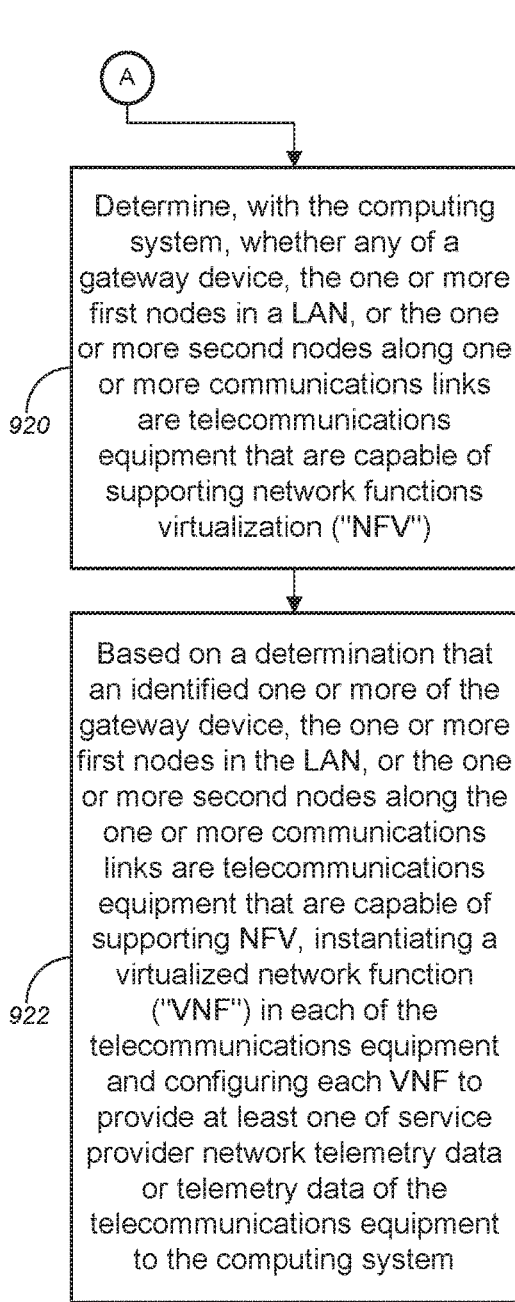 A
Determine, with the computing
system, whether any of a
gateway device, the one or more
first nodes in a LAN, or the one
or more second nodes along one
or more communications links
are telecommunications
equipment that are capable of
supporting network functions
virtualization ("NFV")
920
Based on a determination that
an identified one or more of the
gateway device, the one or more
first nodes in the LAN, or the one
or more second nodes along the
one or more communications
links are telecommunications
equipment that are capable of
supporting NFV, instantiating a
virtualized network function
("VNF") in each of the
telecommunications equipment
and configuring each VNF to
provide at least one of service
provider network telemetry data
or telemetry data of the
telecommunications equipment
to the computing system
922